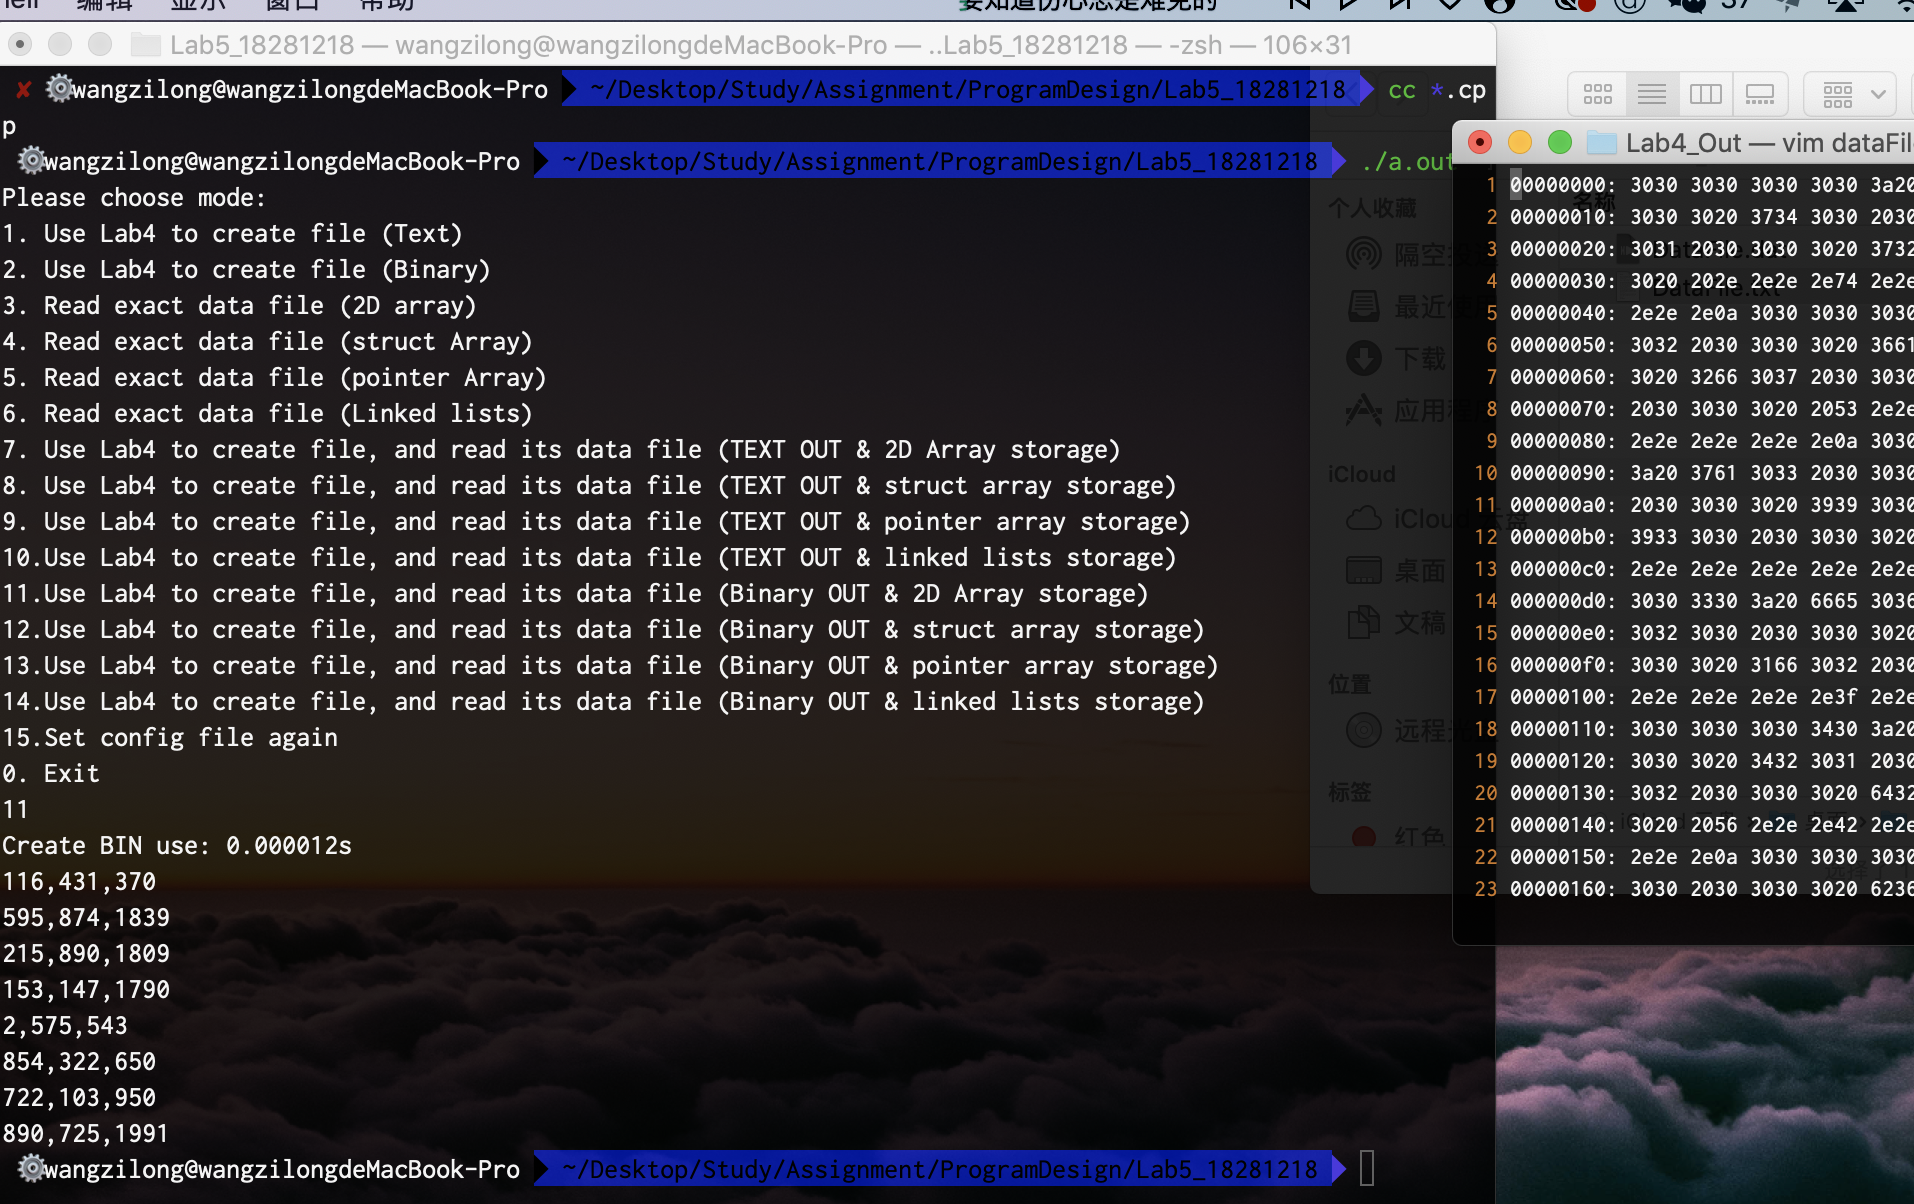 编辑 显示 窗口 帮助
Lab5_18281218 — wangzilong@wangzilongdeMacBook-Pro — ..Lab5_18281218 — -zsh — 106×31
✘ wangzilong@wangzilongdeMacBook-Pro ~/Desktop/Study/Assignment/ProgramDesign/Lab5_18281218 cc *.cp
p
wangzilong@wangzilongdeMacBook-Pro ~/Desktop/Study/Assignment/ProgramDesign/Lab5_18281218 ./a.out
Please choose mode:
1. Use Lab4 to create file (Text)
2. Use Lab4 to create file (Binary)
3. Read exact data file (2D array)
4. Read exact data file (struct Array)
5. Read exact data file (pointer Array)
6. Read exact data file (Linked lists)
7. Use Lab4 to create file, and read its data file (TEXT OUT & 2D Array storage)
8. Use Lab4 to create file, and read its data file (TEXT OUT & struct array storage)
9. Use Lab4 to create file, and read its data file (TEXT OUT & pointer array storage)
10.Use Lab4 to create file, and read its data file (TEXT OUT & linked lists storage)
11.Use Lab4 to create file, and read its data file (Binary OUT & 2D Array storage)
12.Use Lab4 to create file, and read its data file (Binary OUT & struct array storage)
13.Use Lab4 to create file, and read its data file (Binary OUT & pointer array storage)
14.Use Lab4 to create file, and read its data file (Binary OUT & linked lists storage)
15.Set config file again
0. Exit
11
Create BIN use: 0.000012s
116,431,370
595,874,1839
215,890,1809
153,147,1790
2,575,543
854,322,650
722,103,950
890,725,1991
wangzilong@wangzilongdeMacBook-Pro ~/Desktop/Study/Assignment/ProgramDesign/Lab5_18281218
个人收藏
隔空
最近使
下载
应用程
iCloud
iCloud 云盘
桌面
文稿
位置
远程
标签
红色
名称
Lab4_Out — vim dataFil
1 00000000: 3030 3030 3030 3030 3a20
2 00000010: 3030 3020 3734 3030 2030
3 00000020: 3031 2030 3030 3020 3732
4 00000030: 3020 202e 2e2e 2e74 2e2e
5 00000040: 2e2e 2e0a 3030 3030 3030
6 00000050: 3032 2030 3030 3020 3661
7 00000060: 3020 3266 3037 2030 3030
8 00000070: 2030 3030 3020 2053 2e2e
9 00000080: 2e2e 2e2e 2e2e 2e0a 3030
10 00000090: 3a20 3761 3033 2030 3030
11 000000a0: 2030 3030 3020 3939 3030
12 000000b0: 3933 3030 2030 3030 3020
13 000000c0: 2e2e 2e2e 2e2e 2e2e 2e2e
14 000000d0: 3030 3330 3a20 6665 3036
15 000000e0: 3032 3030 2030 3030 3020
16 000000f0: 3030 3020 3166 3032 2030
17 00000100: 2e2e 2e2e 2e2e 2e3f 2e2e
18 00000110: 3030 3030 3030 3430 3a20
19 00000120: 3030 3020 3432 3031 2030
20 00000130: 3032 2030 3030 3020 6432
21 00000140: 3020 2056 2e2e 2e42 2e2e
22 00000150: 2e2e 2e0a 3030 3030 3030
23 00000160: 3030 2030 3030 3020 6236